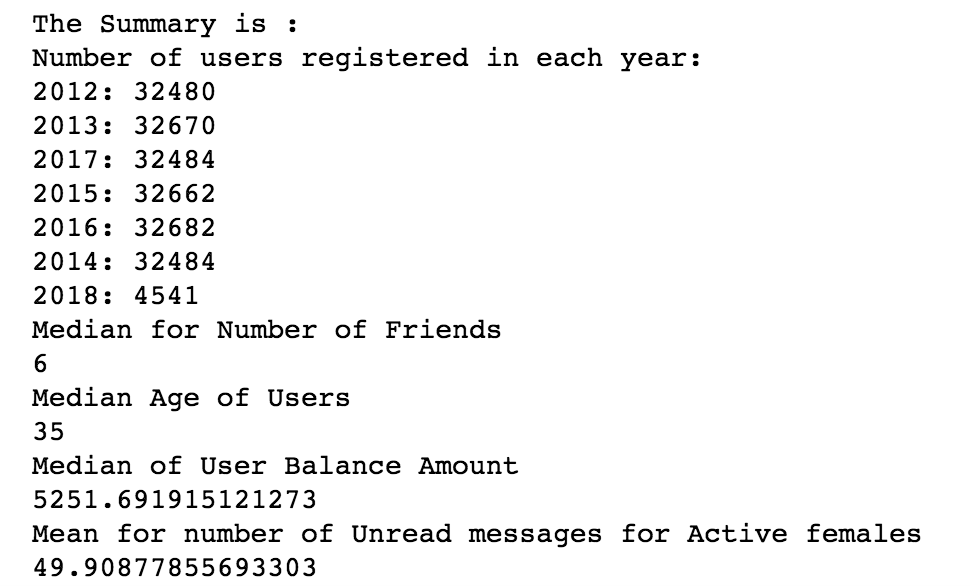 The Summary is :
Number of users registered in each year:
2012: 32480
2013: 32670
2017: 32484
2015: 32662
2016: 32682
2014: 32484
2018: 4541
Median for Number of Friends
6
Median Age of Users
35
Median of User Balance Amount
5251.691915121273
Mean for number of Unread messages for Active females
49.90877855693303